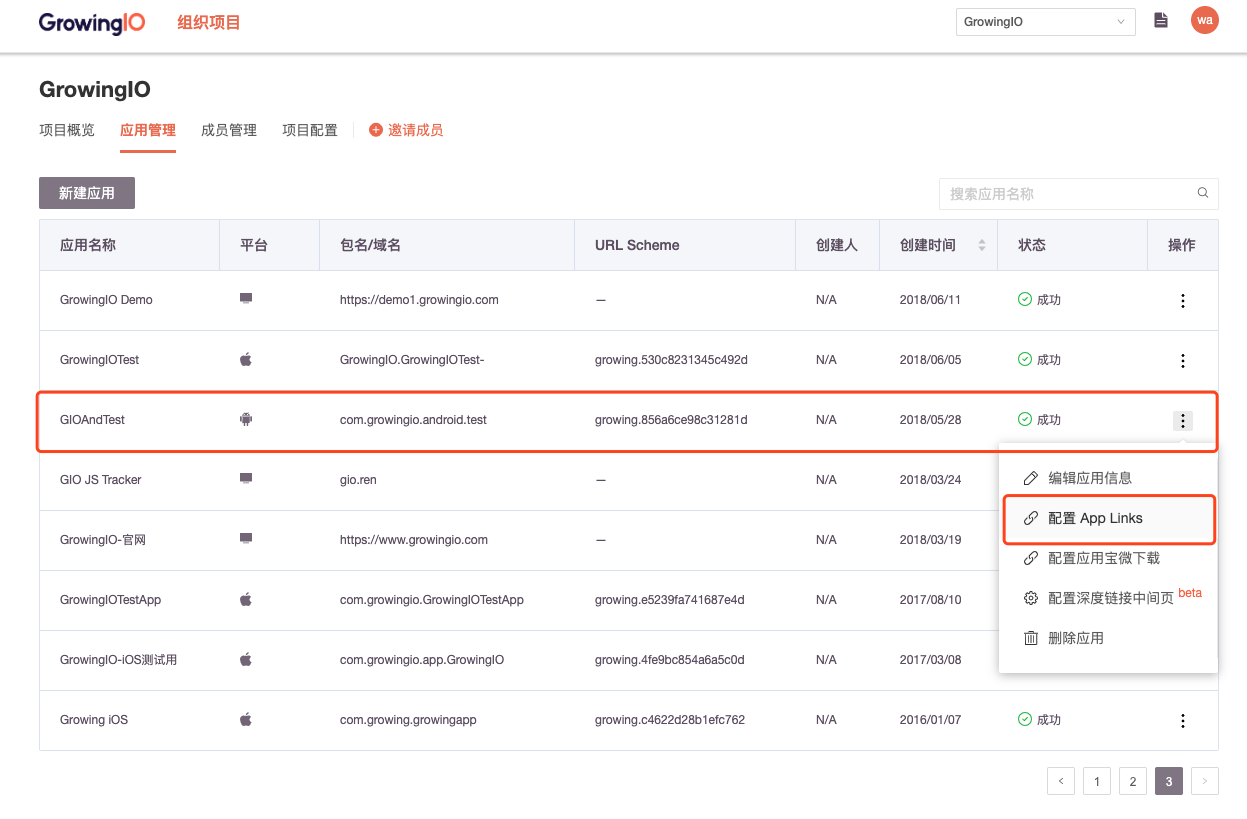 GrowingIO 组织项目 GrowingIO wa
GrowingIO
项目概览 应用管理 成员管理 项目配置 邀请成员
新建应用 搜索应用名称
应用名称 平台 包名/域名 URL Scheme 创建人 创建时间 状态 操作
GrowingIO Demo https://demo1.growingio.com — N/A 2018/06/11 成功
GrowingIOTest GrowingIO.GrowingIOTest- growing.530c8231345c492d N/A 2018/06/05 成功
GIOAndTest com.growingio.android.test growing.856a6ce98c31281d N/A 2018/05/28 成功
GIO JS Tracker gio.ren — N/A 2018/03/24
编辑应用信息
配置 App Links
GrowingIO-官网 https://www.growingio.com — N/A 2018/03/19
配置应用宝微下载
GrowingIOTestApp com.growingio.GrowingIOTestApp growing.e5239fa741687e4d N/A 2017/08/10
配置深度链接中间页 beta
删除应用
GrowingIO-iOS测试用 com.growingio.app.GrowingIO growing.4fe9bc854a6a5c0d N/A 2017/03/08
Growing iOS com.growing.growingapp growing.c4622d28b1efc762 N/A 2016/01/07 成功
< 1 2 3 >